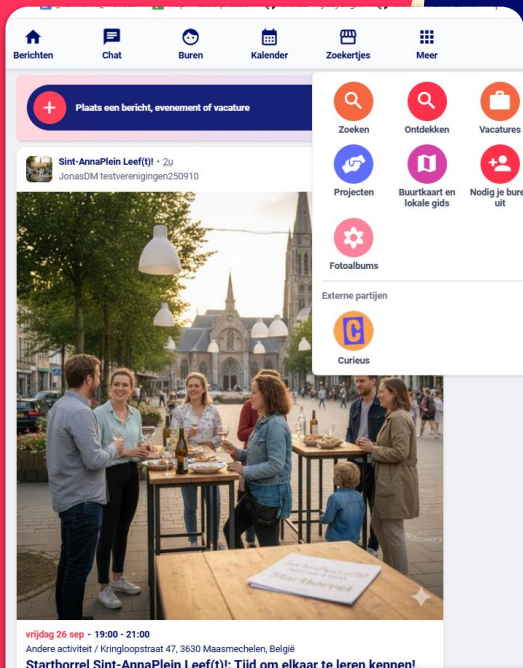 Berichten
Chat
Buren
Kalender
Zoekertjes
Meer
Plaats een bericht, evenement of vacature
Zoeken
Ontdekken
Vacatures
Projecten
Buurtkaart en
lokale gids
Nodig je bure
uit
Fotoalbums
Externe partijen
C
Curieus
Sint-AnnaPlein Leef(t)! · 2u
JonasDM testverenigingen250910
Startborrel
vrijdag 26 sep - 19:00 - 21:00
Andere activiteit / Kringloopstraat 47, 3630 Maasmechelen, België
Startborrel Sint-AnnaPlein Leef(t)!: Tijd om elkaar te leren kennen!